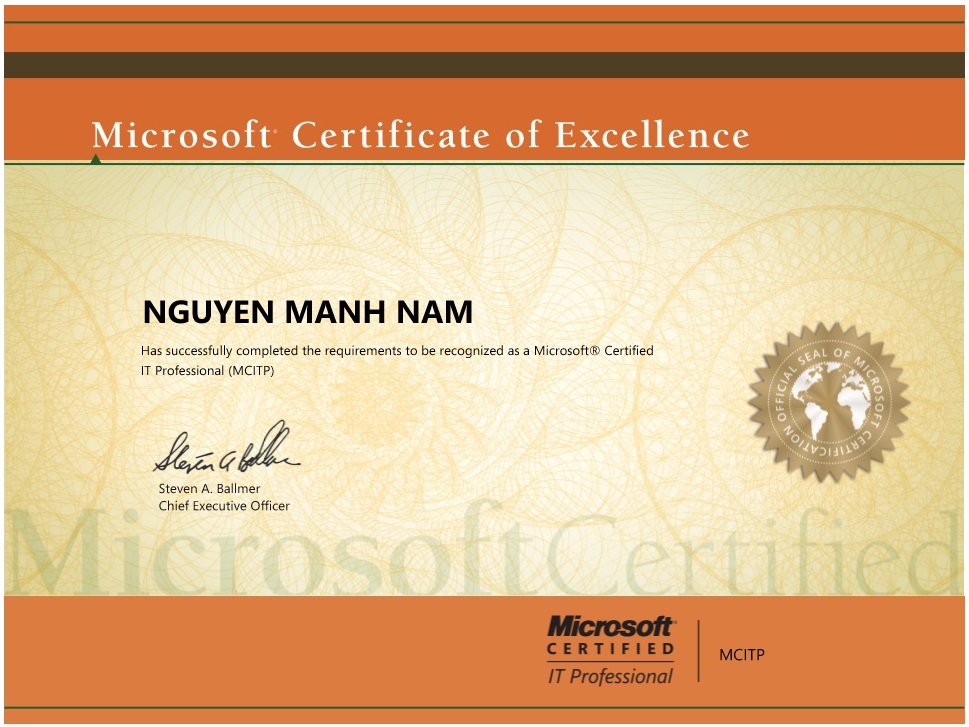 Microsoft® Certificate of Excellence
NGUYEN MANH NAM
Has successfully completed the requirements to be recognized as a Microsoft® Certified
IT Professional (MCITP)
OFFICIAL SEAL OF MICROSOFT CERTIFICATION
Steven A Ballmer
Steven A. Ballmer
Chief Executive Officer
Microsoft Certified
Microsoft®
CERTIFIED
IT Professional
MCITP